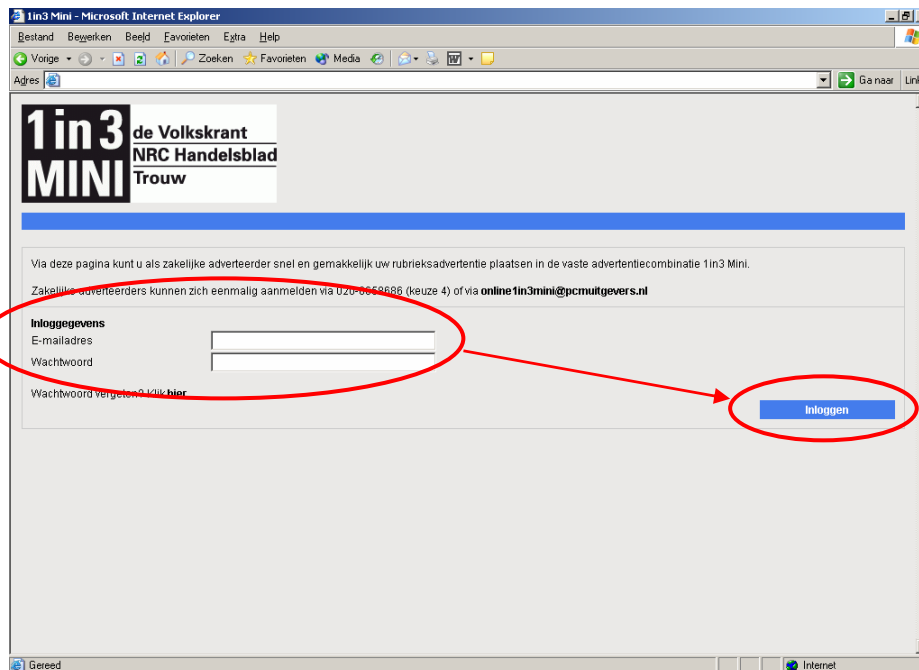 1in3 Mini - Microsoft Internet Explorer
Bestand Bewerken Beeld Favorieten Extra Help
Vorige Zoeken Favorieten Media
Adres Ga naar
1in3 MINI
de Volkskrant
NRC Handelsblad
Trouw
Via deze pagina kunt u als zakelijke adverteerder snel en gemakkelijk uw rubrieksadvertentie plaatsen in de vaste advertentiecombinatie 1in3 Mini.
Zakelijke adverteerders kunnen zich eenmalig aanmelden via 020-6658686 (keuze 4) of via online1in3mini@pcmuitgevers.nl
Inloggegevens
E-mailadres
Wachtwoord
Wachtwoord vergeten? Klik hier
Inloggen
Gereed Internet